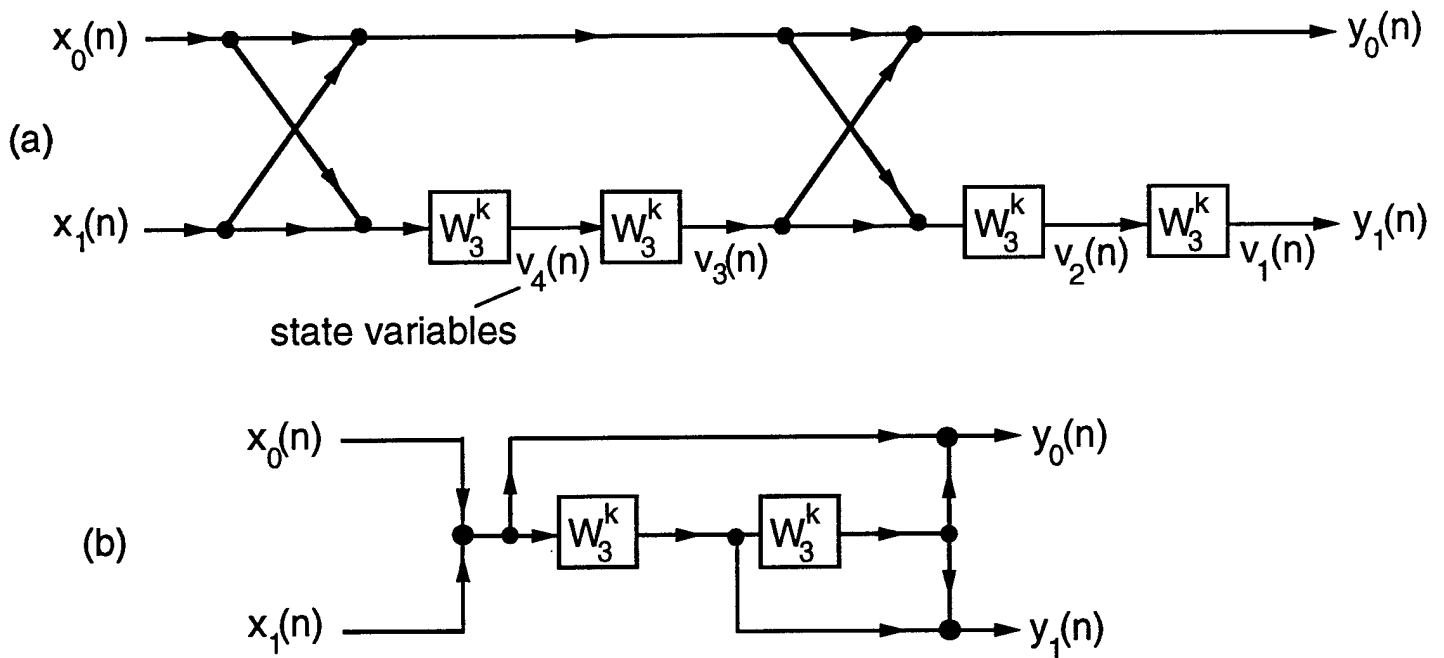 x₀(n) y₀(n)
(a)
x₁(n) W₃ᵏ v₄(n) W₃ᵏ v₃(n) W₃ᵏ v₂(n) W₃ᵏ v₁(n) y₁(n)
state variables
x₀(n) y₀(n)
(b) W₃ᵏ W₃ᵏ
x₁(n) y₁(n)